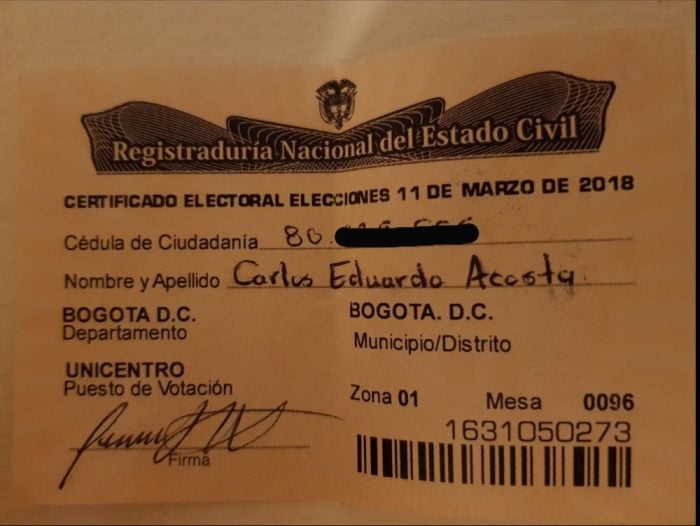 Registraduría Nacional del Estado Civil
CERTIFICADO ELECTORAL ELECCIONES 11 DE MARZO DE 2018
Cédula de Ciudadanía 80.
Nombre y Apellido Carlos Eduardo Acosta
BOGOTA D.C. BOGOTA. D.C.
Departamento Municipio/Distrito
UNICENTRO
Puesto de Votación
Zona 01 Mesa 0096
1631050273
Firma